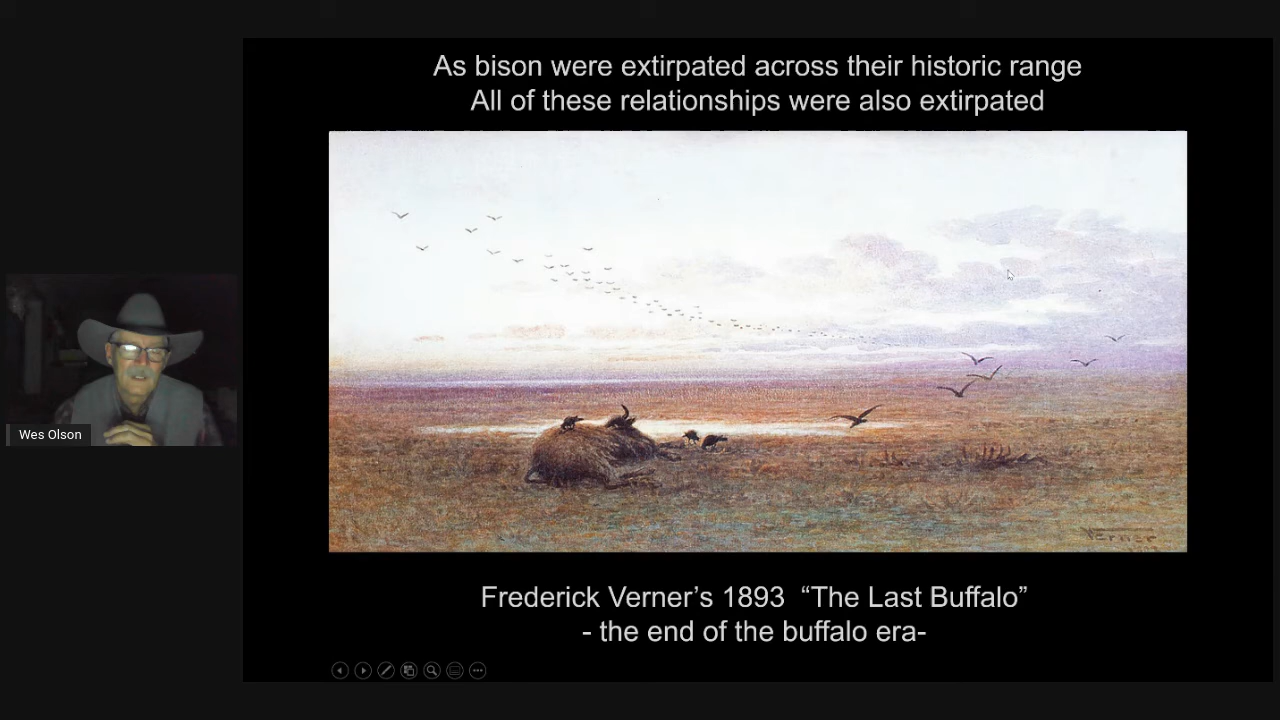 As bison were extirpated across their historic range
All of these relationships were also extirpated
Verner
Wes Olson
Frederick Verner’s 1893 “The Last Buffalo”
- the end of the buffalo era-